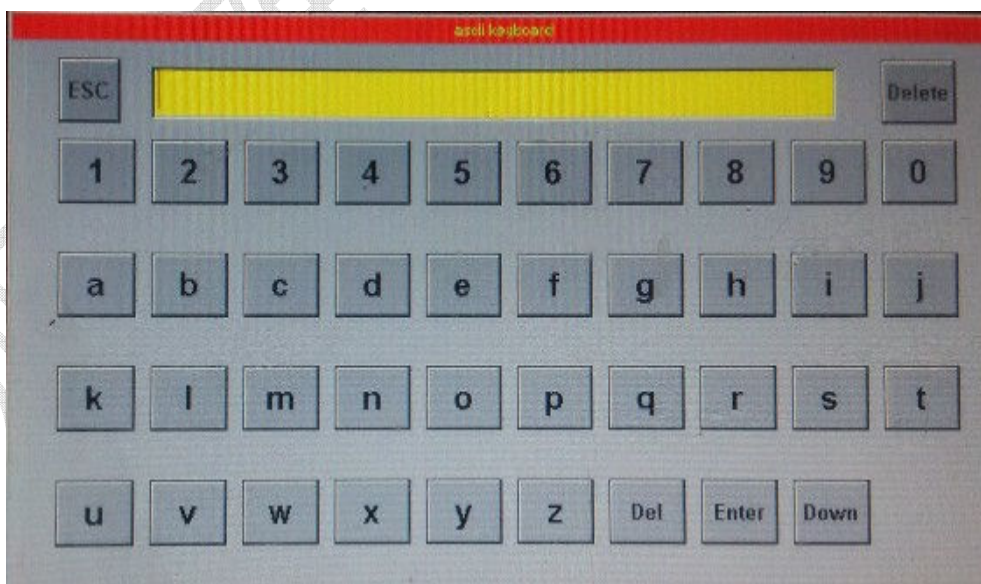 ascii keyboard
ESC Delete
1 2 3 4 5 6 7 8 9 0
a b c d e f g h i j
k l m n o p q r s t
u v w x y z Del Enter Down